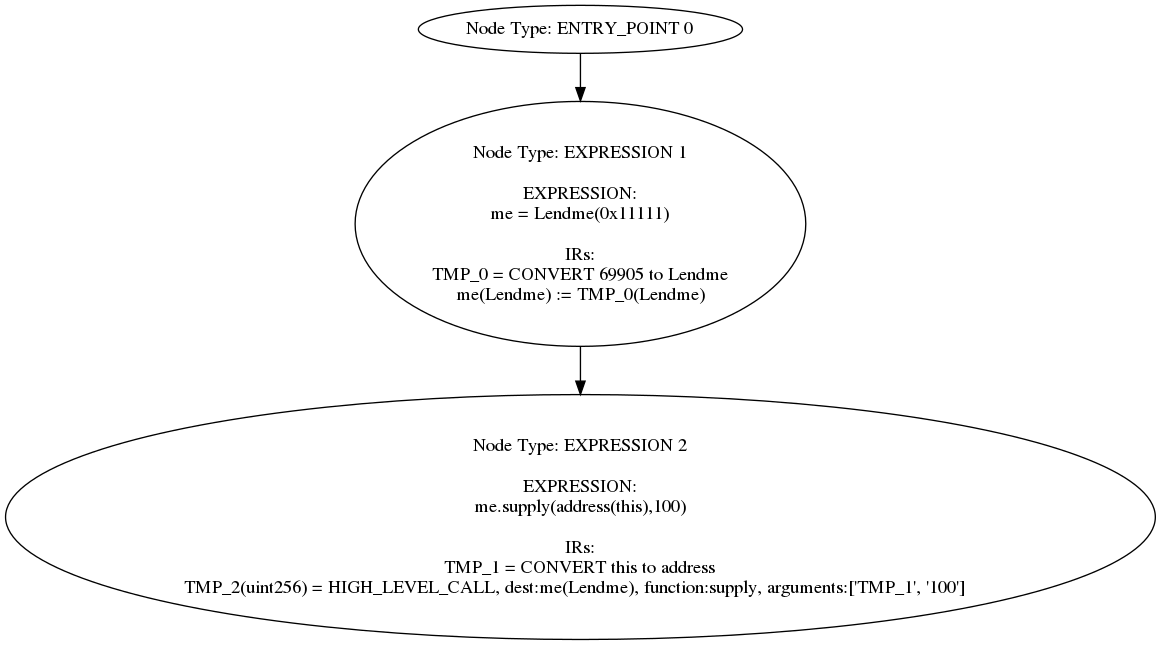 Node Type: ENTRY_POINT 0
Node Type: EXPRESSION 1
EXPRESSION:
me = Lendme(0x11111)
IRs:
TMP_0 = CONVERT 69905 to Lendme
me(Lendme) := TMP_0(Lendme)
Node Type: EXPRESSION 2
EXPRESSION:
me.supply(address(this),100)
IRs:
TMP_1 = CONVERT this to address
TMP_2(uint256) = HIGH_LEVEL_CALL, dest:me(Lendme), function:supply, arguments:['TMP_1', '100']